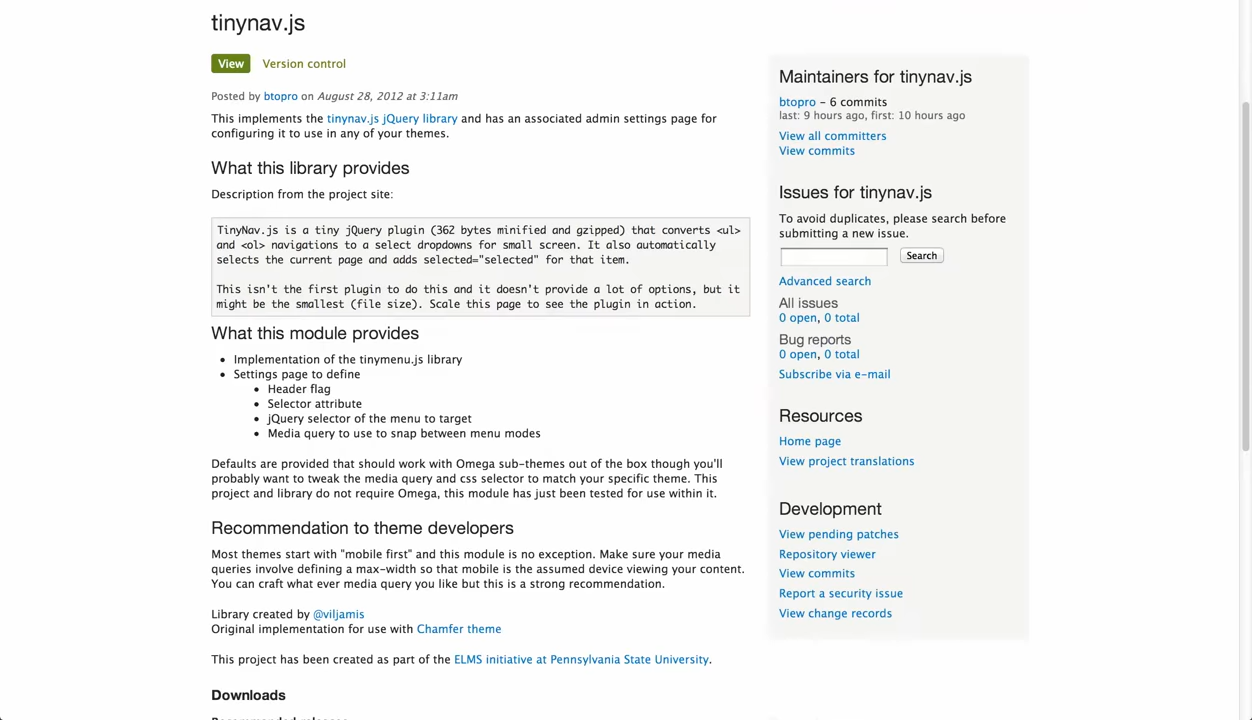 tinynav.js
View Version control
Posted by btopro on August 28, 2012 at 3:11am
This implements the tinynav.js jQuery library and has an associated admin settings page for
configuring it to use in any of your themes.
What this library provides
Description from the project site:
TinyNav.js is a tiny jQuery plugin (362 bytes minified and gzipped) that converts <ul>
and <ol> navigations to a select dropdowns for small screen. It also automatically
selects the current page and adds selected="selected" for that item.
This isn't the first plugin to do this and it doesn't provide a lot of options, but it
might be the smallest (file size). Scale this page to see the plugin in action.
What this module provides
• Implementation of the tinymenu.js library
• Settings page to define
• Header flag
• Selector attribute
• jQuery selector of the menu to target
• Media query to use to snap between menu modes
Defaults are provided that should work with Omega sub-themes out of the box though you'll
probably want to tweak the media query and css selector to match your specific theme. This
project and library do not require Omega, this module has just been tested for use within it.
Recommendation to theme developers
Most themes start with "mobile first" and this module is no exception. Make sure your media
queries involve defining a max-width so that mobile is the assumed device viewing your content.
You can craft what ever media query you like but this is a strong recommendation.
Library created by @viljamis
Original implementation for use with Chamfer theme
This project has been created as part of the ELMS initiative at Pennsylvania State University.
Downloads
Recommended releases
Maintainers for tinynav.js
btopro – 6 commits
last: 9 hours ago, first: 10 hours ago
View all committers
View commits
Issues for tinynav.js
To avoid duplicates, please search before
submitting a new issue.
Search
Advanced search
All issues
0 open, 0 total
Bug reports
0 open, 0 total
Subscribe via e-mail
Resources
Home page
View project translations
Development
View pending patches
Repository viewer
View commits
Report a security issue
View change records